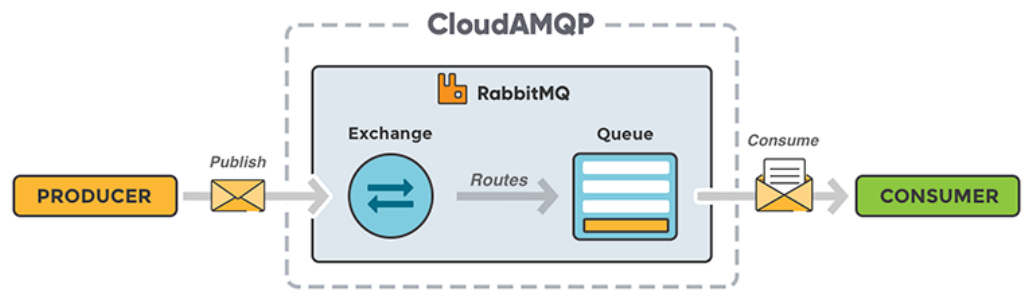 CloudAMQP
RabbitMQ
Exchange
Queue
Publish
Routes
Consume
PRODUCER
CONSUMER